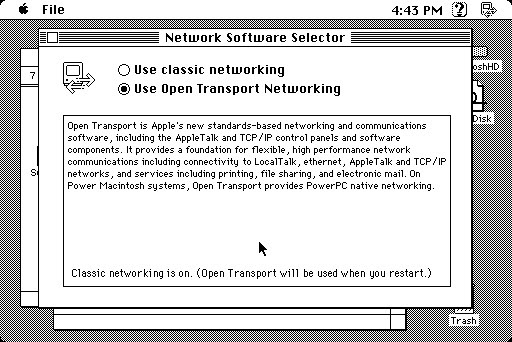 File
4:43 PM
Network Software Selector
7
oshHD
Use classic networking
Use Open Transport Networking
Disk
Open Transport is Apple's new standards-based networking and communications
software, including the AppleTalk and TCP/IP control panels and software
components. It provides a foundation for flexible, high performance network
communications including connectivity to LocalTalk, ethernet, AppleTalk and TCP/IP
networks, and services including printing, file sharing, and electronic mail. On
Power Macintosh systems, Open Transport provides PowerPC native networking.
Classic networking is on. (Open Transport will be used when you restart.)
Trash